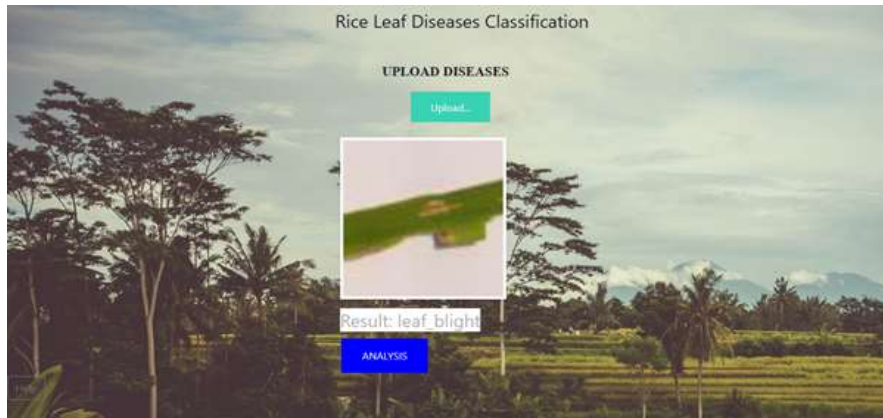 Rice Leaf Diseases Classification
UPLOAD DISEASES
Upload...
Result: leaf_blight
ANALYSIS